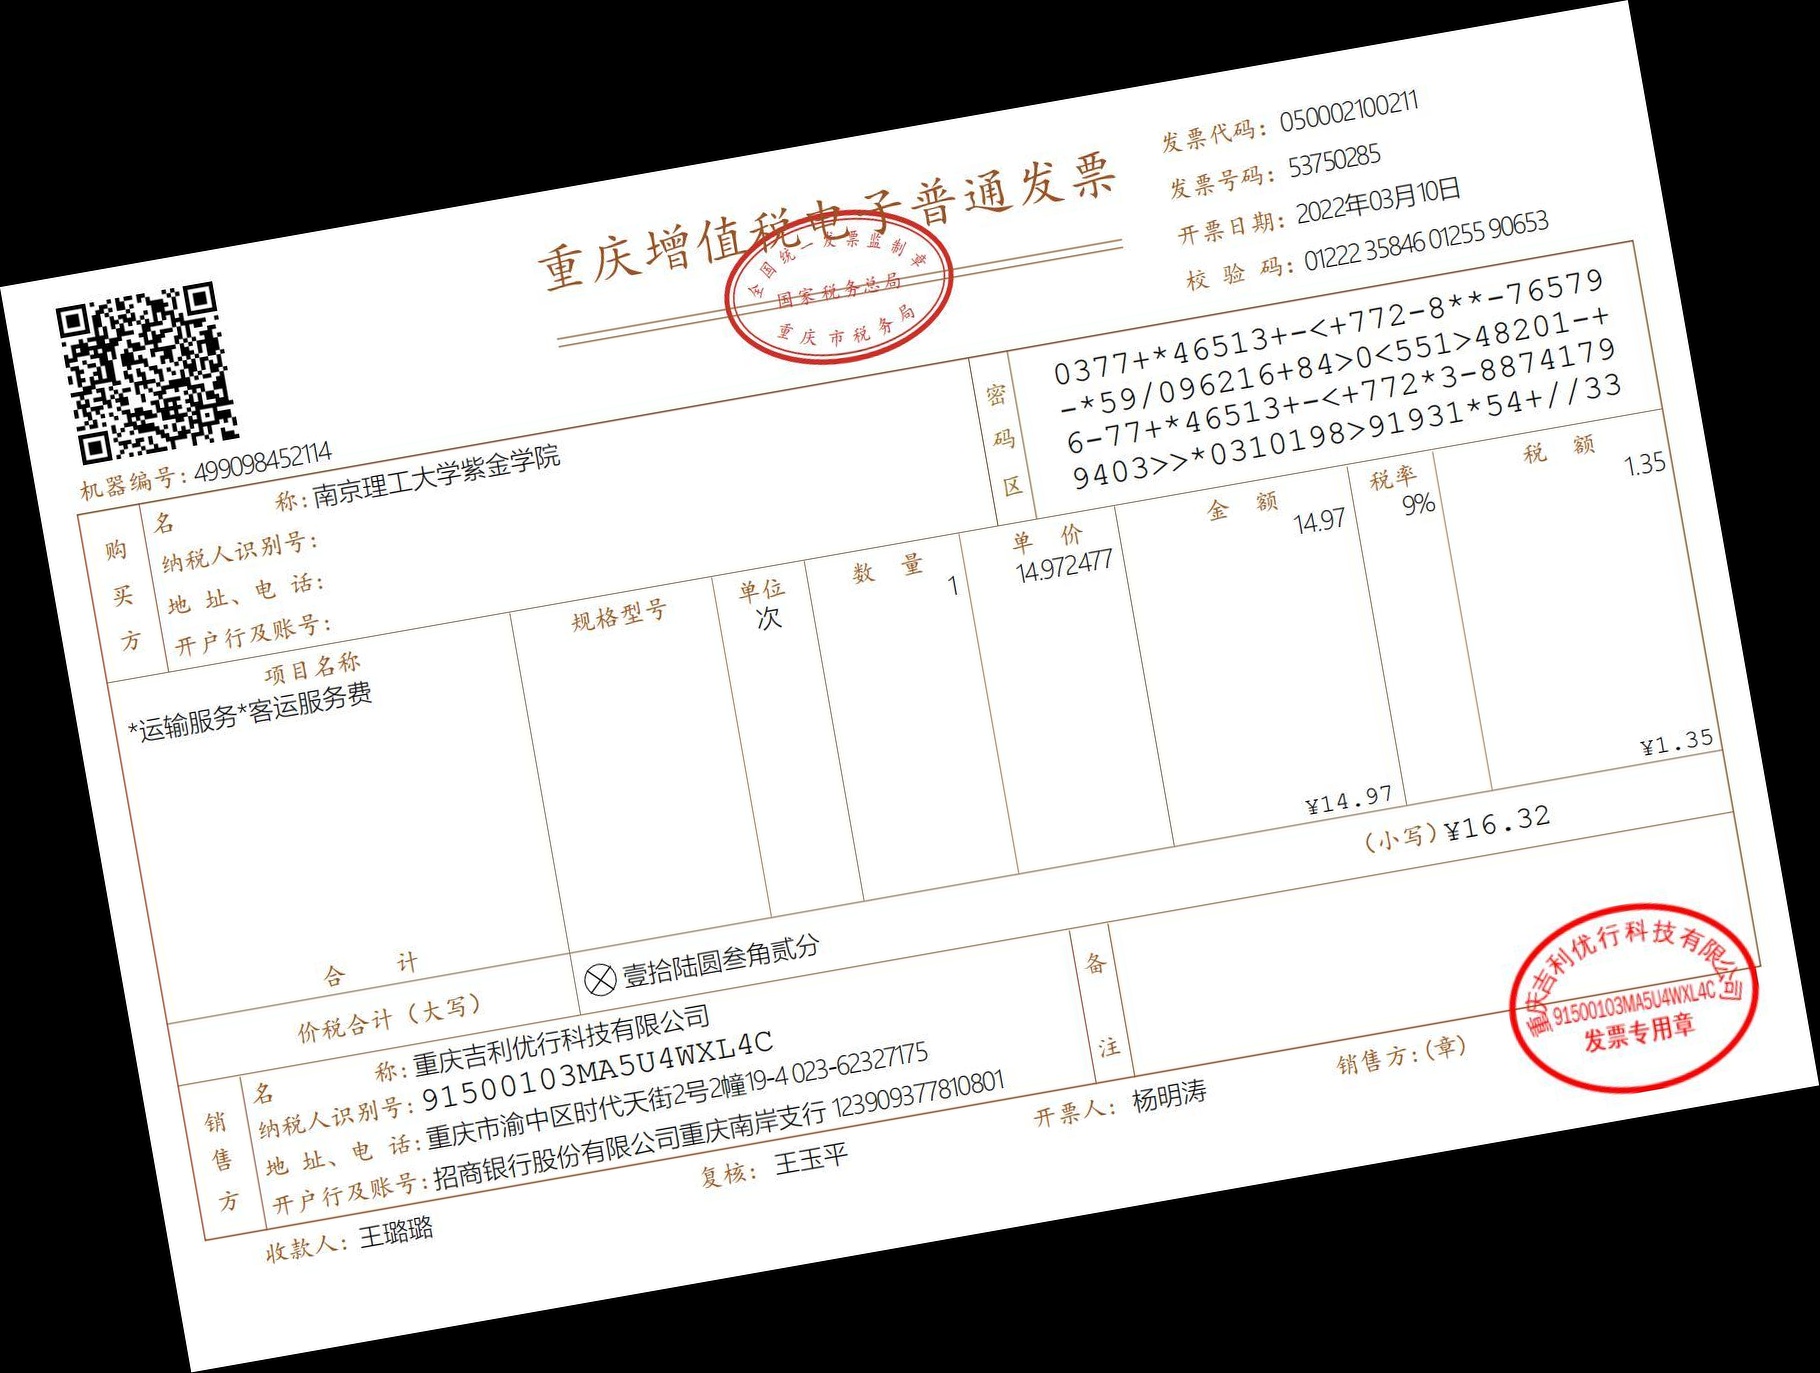 重庆增值税电子普通发票
全国统一发票监制章
国家税务总局
重庆市税务局
发票代码: 050002100211
发票号码: 53750285
开票日期: 2022年03月10日
校验码: 01222 35846 01255 90653
机器编号: 499098452114
购买方
名称: 南京理工大学紫金学院
纳税人识别号:
地址、电话:
开户行及账号:
密码区
0377+*46513+-<+772-8**-76579
-*59/096216+84>0<551>48201-+
6-77+*46513+-<+772*3-8874179
9403>>*0310198>91931*54+//33
项目名称 规格型号 单位 数量 单价 金额 税率 税额
*运输服务*客运服务费 次 1 14.972477 14.97 9% 1.35
合计 ¥14.97 ¥1.35
价税合计(大写) ⊗壹拾陆圆叁角贰分 (小写)¥16.32
销售方
名称: 重庆吉利优行科技有限公司
纳税人识别号: 91500103MA5U4WXL4C
地址、电话: 重庆市渝中区时代天街2号2幢19-4 023-62327175
开户行及账号: 招商银行股份有限公司重庆南岸支行 123909377810801
备注
收款人: 王璐璐 复核: 王玉平 开票人: 杨明涛 销售方:(章)
重庆吉利优行科技有限公司
91500103MA5U4WXL4C
发票专用章